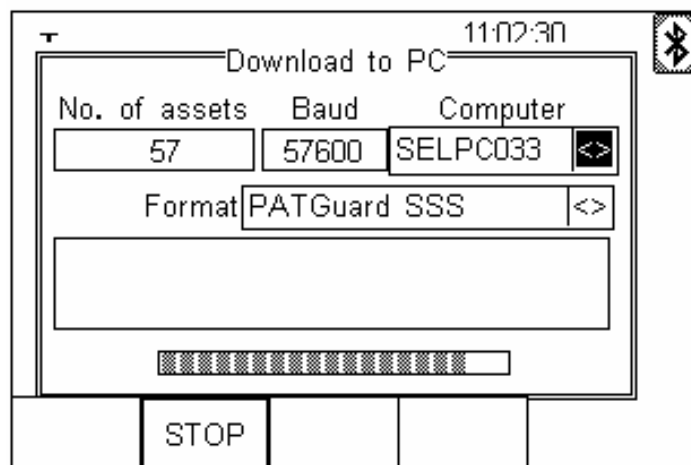 11:02:30
Download to PC
No. of assets Baud Computer
57 57600 SELPC033 <>
Format PATGuard SSS <>
STOP